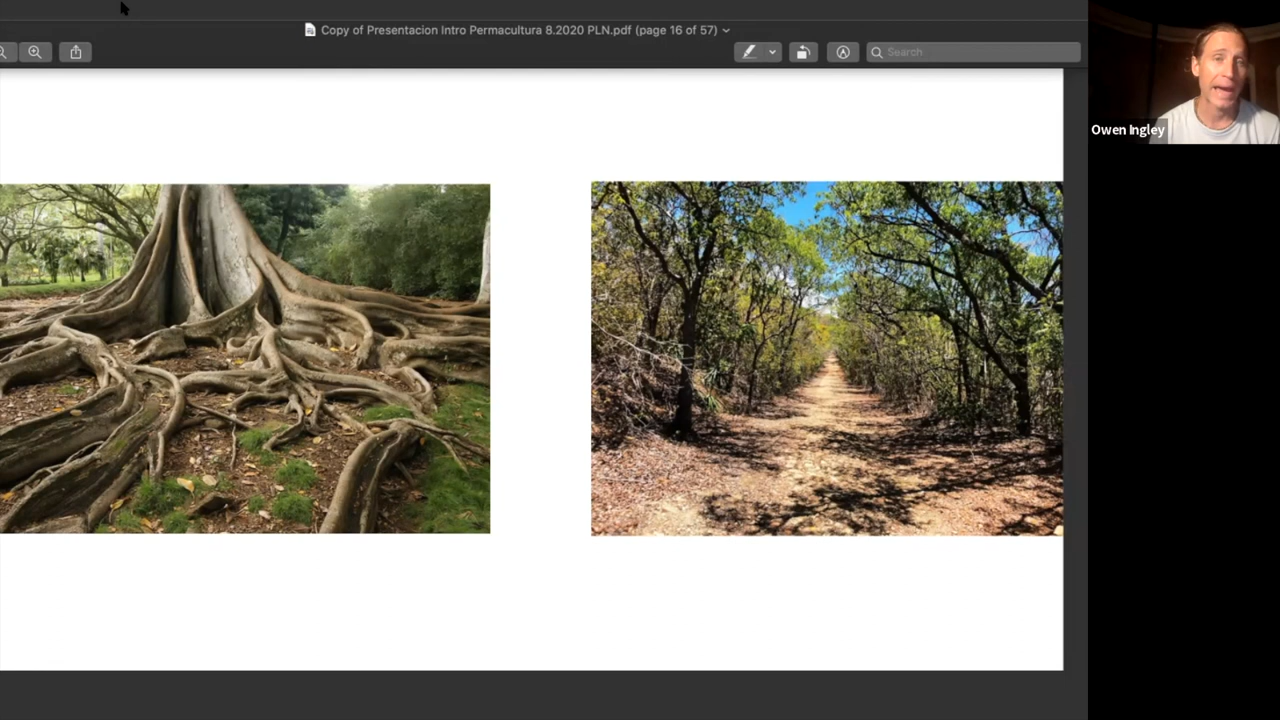 Copy of Presentacion Intro Permacultura 8.2020 PLN.pdf (page 16 of 57)
Search
Owen Ingley